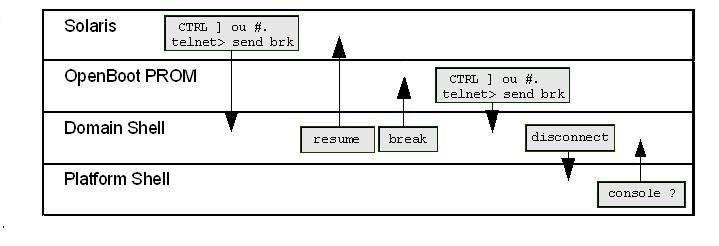 Solaris
CTRL ] ou #.
telnet> send brk
OpenBoot PROM
CTRL ] ou #.
telnet> send brk
Domain Shell
resume
break
disconnect
Platform Shell
console ?